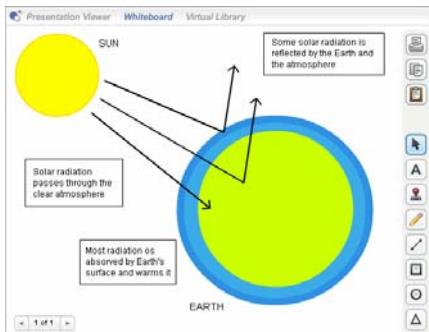 Presentation Viewer Whiteboard Virtual Library
SUN
Some solar radiation is
reflected by the Earth and
the atmosphere
Solar radiation
passes through the
clear atmosphere
Most radiation os
absorved by Earth's
surface and warms it
EARTH
1 of 1
A